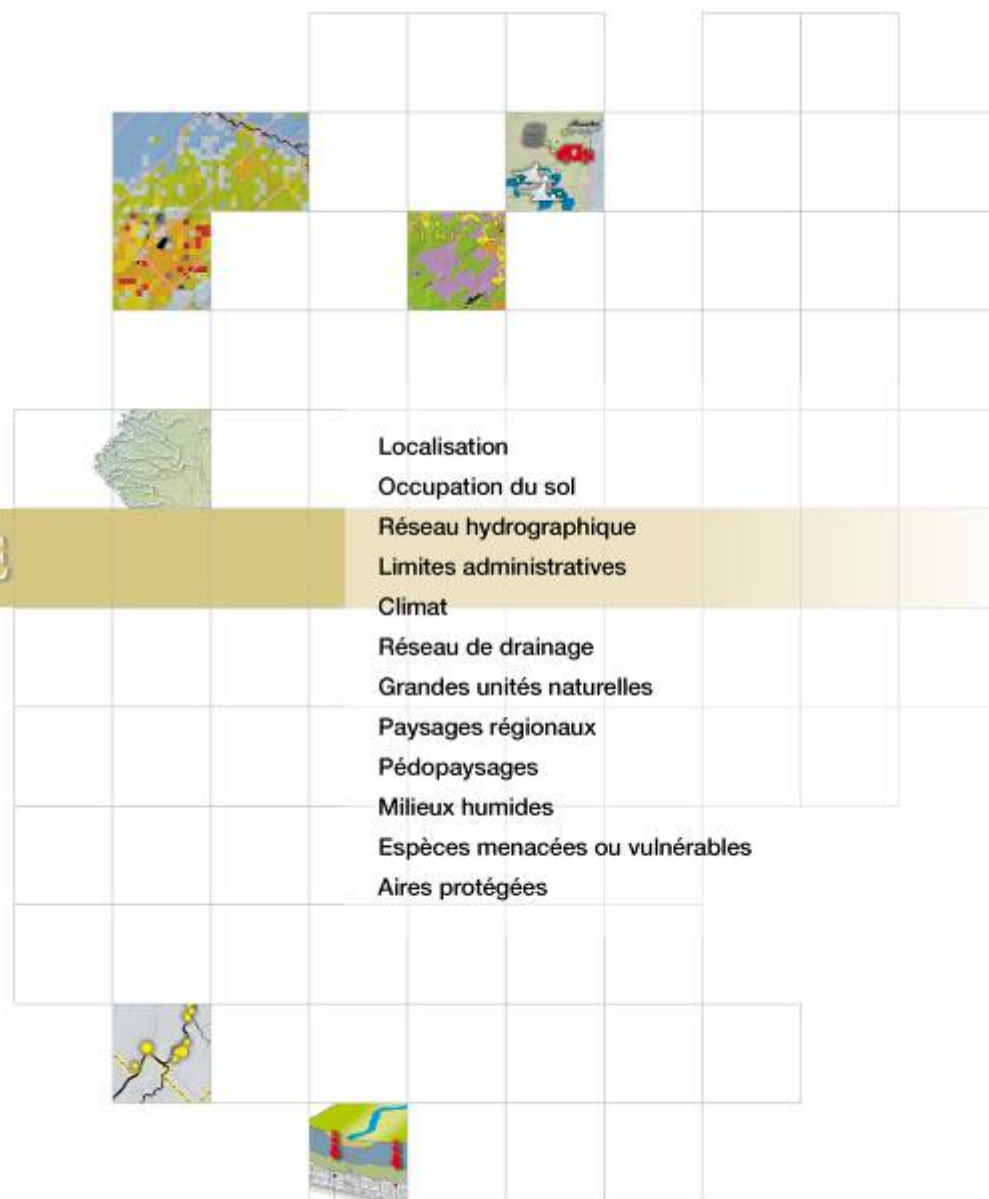 Localisation
Occupation du sol
Réseau hydrographique
Limites administratives
Climat
Réseau de drainage
Grandes unités naturelles
Paysages régionaux
Pédopaysages
Milieux humides
Espèces menacées ou vulnérables
Aires protégées